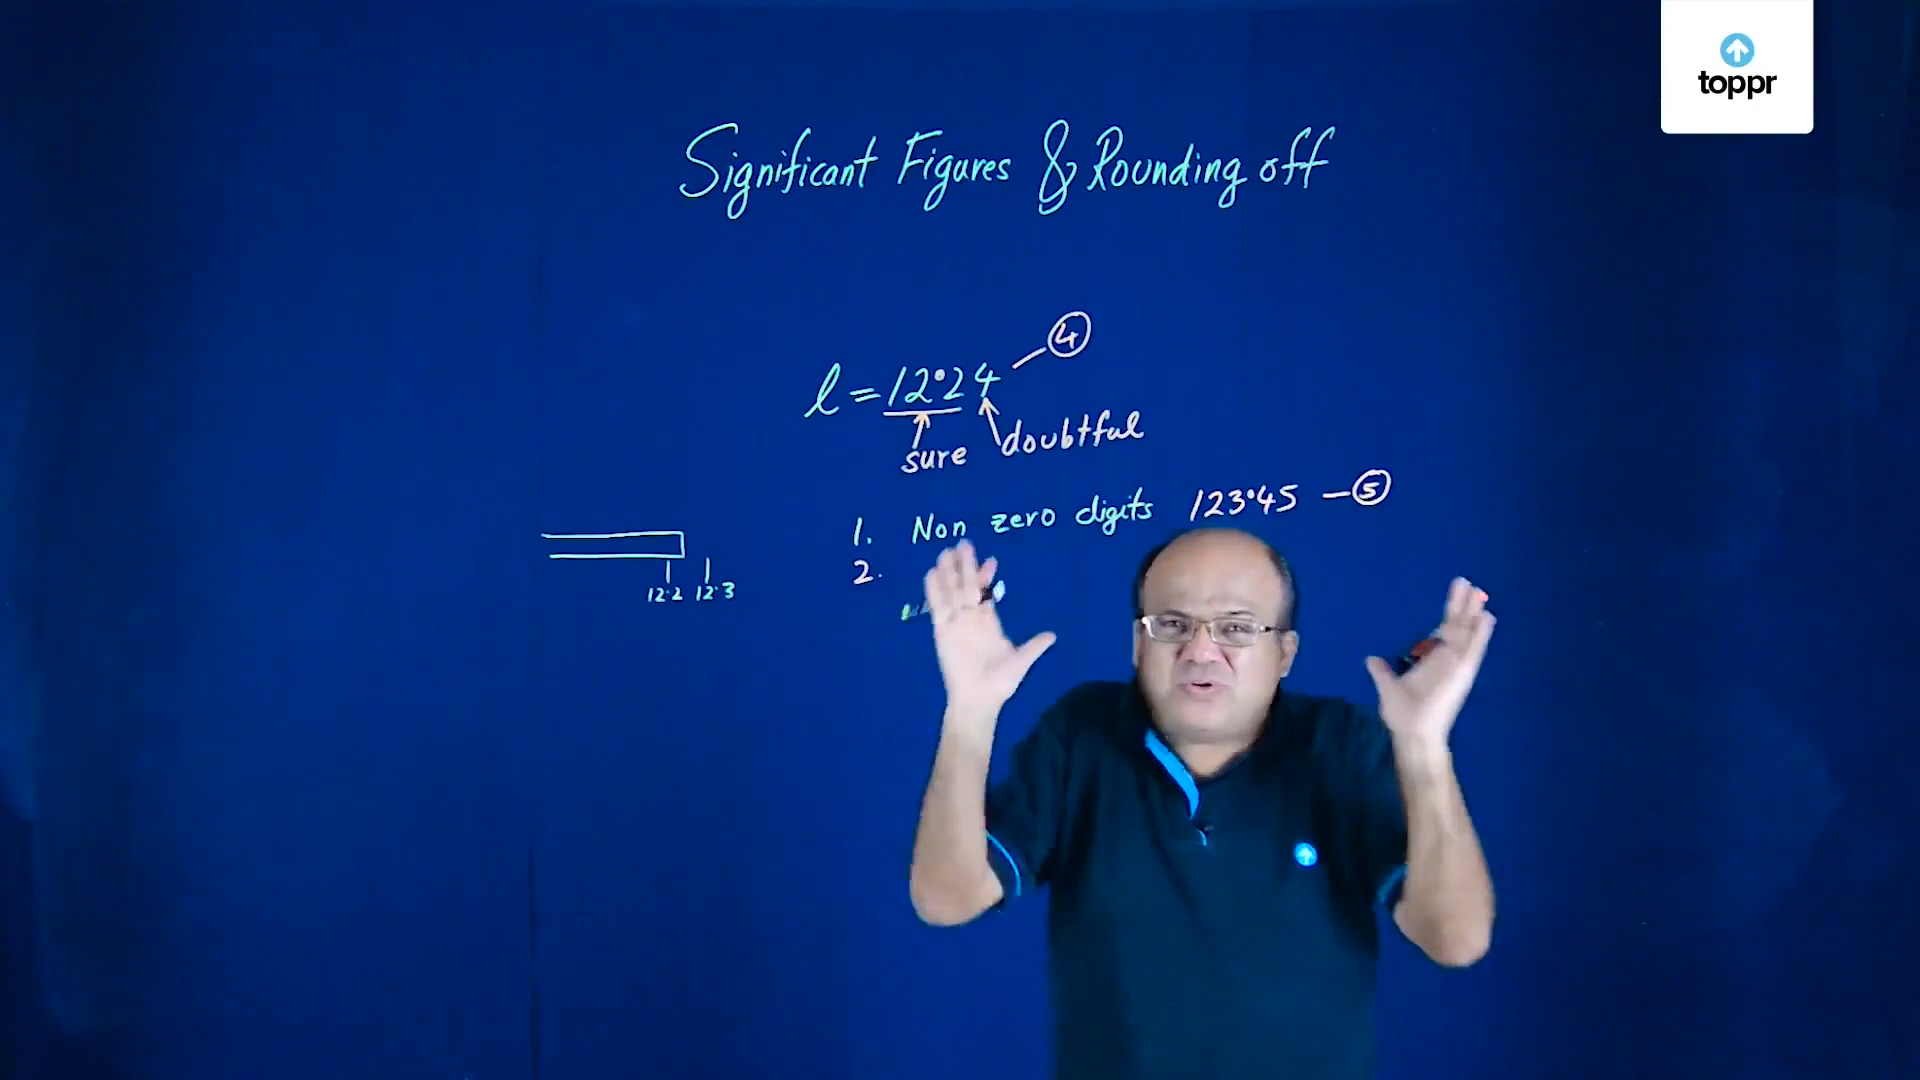 toppr
Significant Figures & Rounding off
l = 12.24 — 4
sure doubtful
1. Non zero digits 123.45 — 5
2.
12.2 12.3